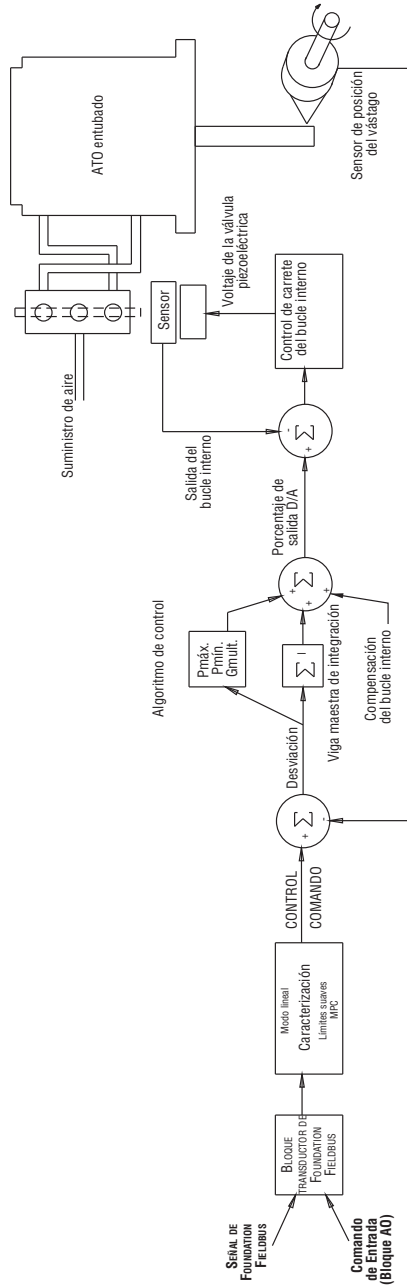 SEÑAL DE
FOUNDATION
FIELDBUS
Comando
de Entrada
(Bloque AO)
BLOQUE
TRANSDUCTOR DE
FOUNDATION
FIELDBUS
Modo lineal
Caracterización
Límites suaves
MPC
CONTROL
COMANDO
+
Σ
-
Desviación
Algoritmo de control
Pmáx.
Pmín.
Gmult.
Σ I
Viga maestra de integración
+
Σ
+
+
Compensación
del bucle interno
Porcentaje de
salida D/A
Salida del
bucle interno
-
Σ
+
Control de carrete
del bucle interno
Voltaje de la válvula
piezoeléctrica
Sensor
Suministro de aire
ATO entubado
Sensor de posición
del vástago